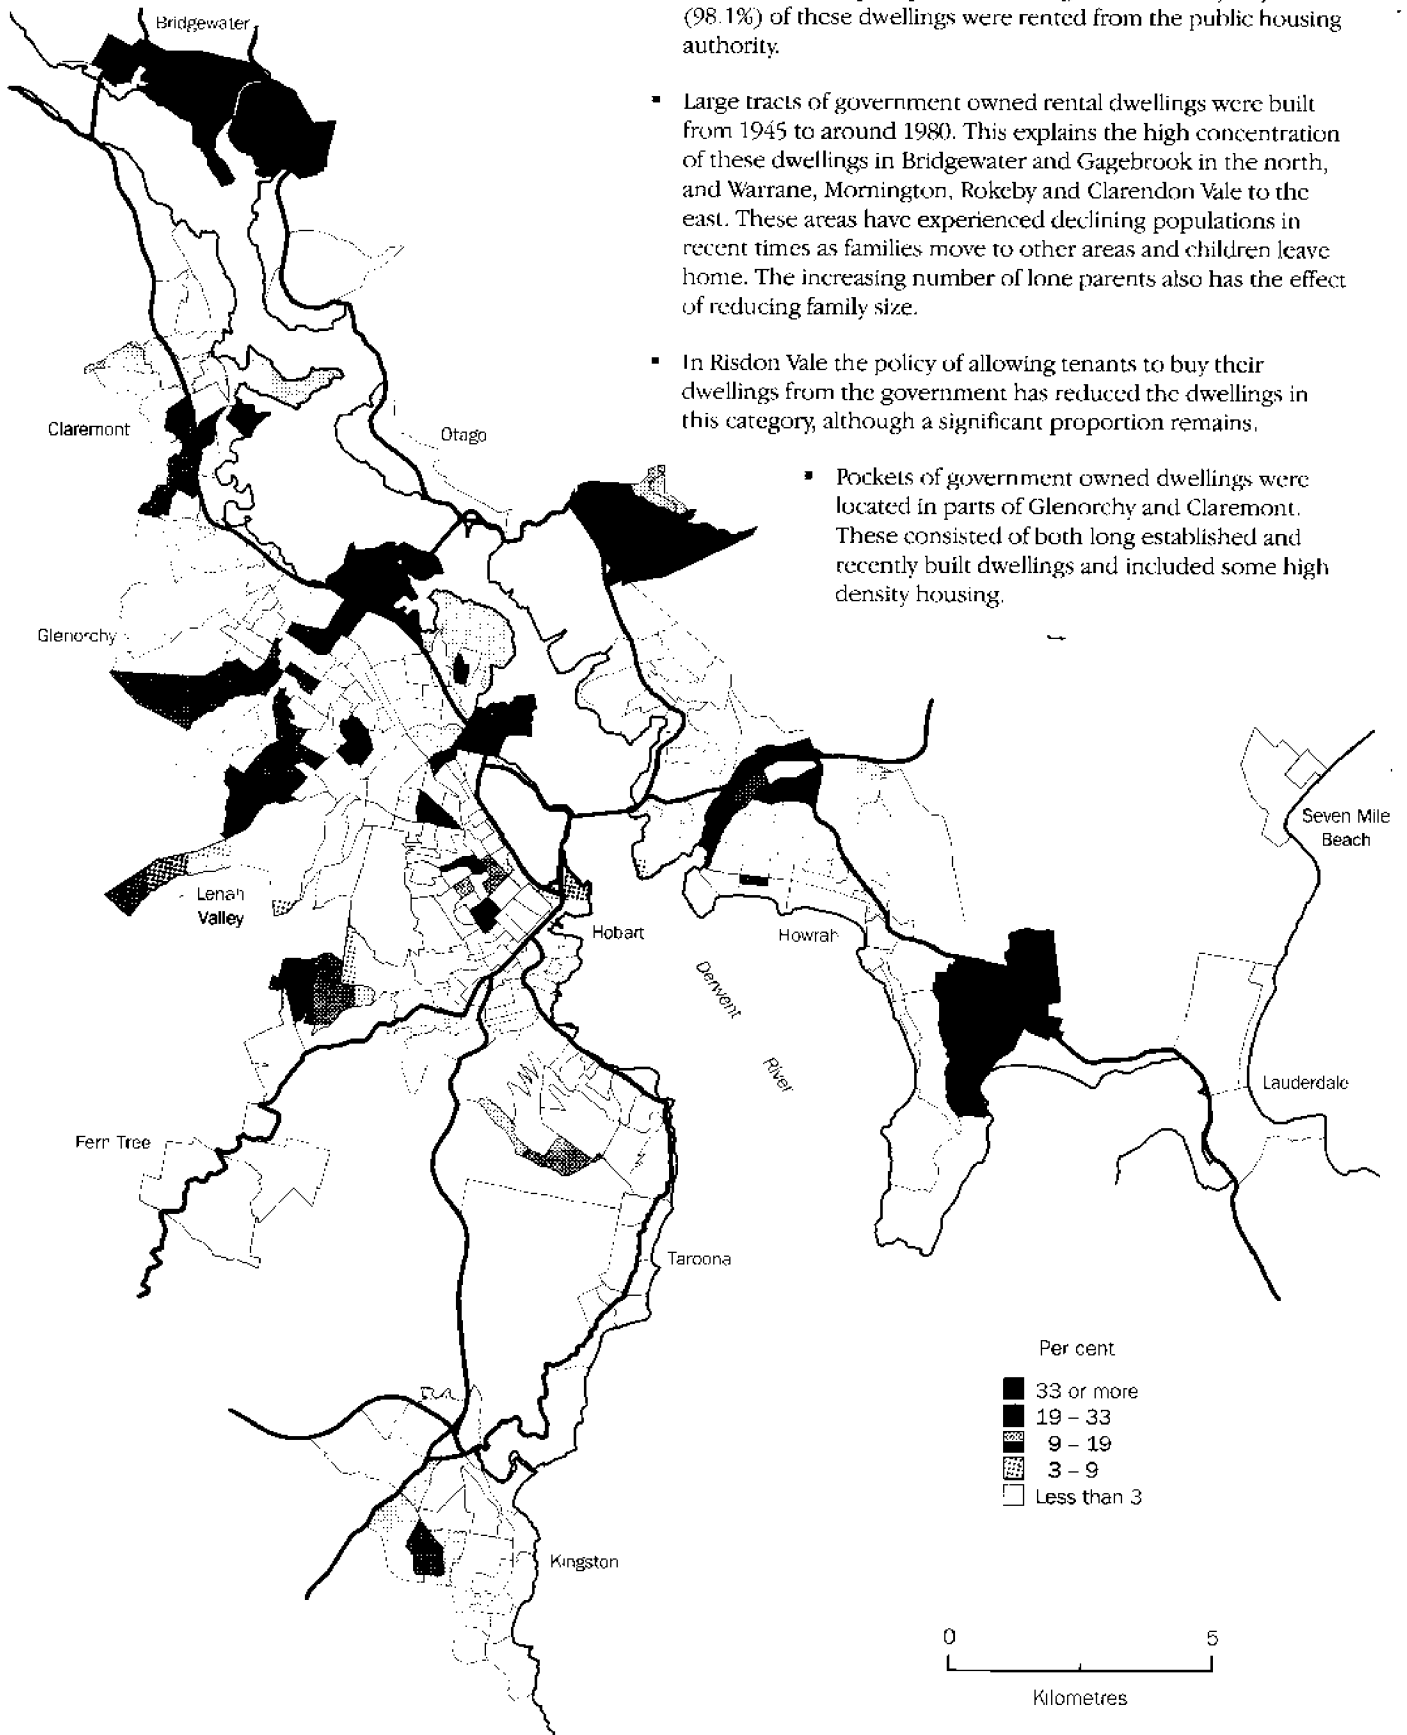 (98.1%) of these dwellings were rented from the public housing
authority.
▪ Large tracts of government owned rental dwellings were built
from 1945 to around 1980. This explains the high concentration
of these dwellings in Bridgewater and Gagebrook in the north,
and Warrane, Mornington, Rokeby and Clarendon Vale to the
east. These areas have experienced declining populations in
recent times as families move to other areas and children leave
home. The increasing number of lone parents also has the effect
of reducing family size.
▪ In Risdon Vale the policy of allowing tenants to buy their
dwellings from the government has reduced the dwellings in
this category, although a significant proportion remains.
▪ Pockets of government owned dwellings were
located in parts of Glenorchy and Claremont.
These consisted of both long established and
recently built dwellings and included some high
density housing.
Bridgewater
Claremont
Otago
Glenorchy
Seven Mile
Beach
Lenah
Valley
Hobart
Howrah
Derwent
River
Lauderdale
Fern Tree
Taroona
Kingston
Per cent
33 or more
19 – 33
9 – 19
3 – 9
Less than 3
0 5
Kilometres